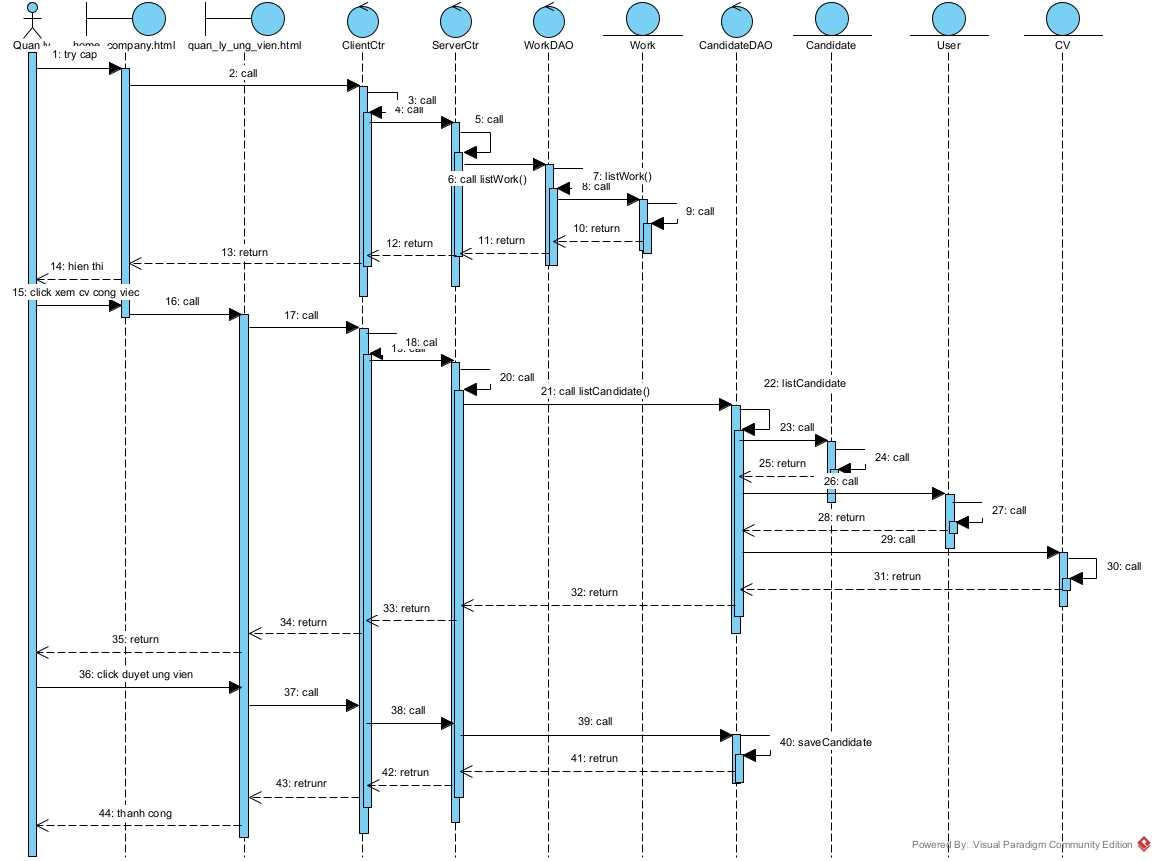 Quan ly
home_company.html
quan_ly_ung_vien.html
ClientCtr
ServerCtr
WorkDAO
Work
CandidateDAO
Candidate
User
CV
1: try cap
2: call
3: call
4: call
5: call
6: call listWork()
7: listWork()
8: call
9: call
10: return
11: return
12: return
13: return
14: hien thi
15: click xem cv cong viec
16: call
17: call
18: cal
19: call
20: call
21: call listCandidate()
22: listCandidate
23: call
24: call
25: return
26: call
27: call
28: return
29: call
30: call
31: retrun
32: return
33: return
34: return
35: return
36: click duyet ung vien
37: call
38: call
39: call
40: saveCandidate
41: retrun
42: retrun
43: retrunr
44: thanh cong
Powered By Visual Paradigm Community Edition